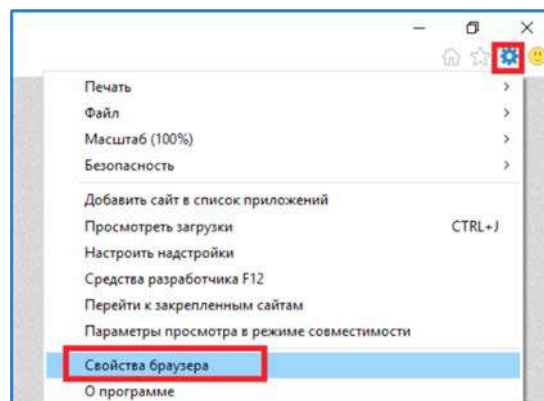 Печать
Файл
Масштаб (100%)
Безопасность
Добавить сайт в список приложений
Просмотреть загрузки CTRL+J
Настроить надстройки
Средства разработчика F12
Перейти к закрепленным сайтам
Параметры просмотра в режиме совместимости
Свойства браузера
О программе